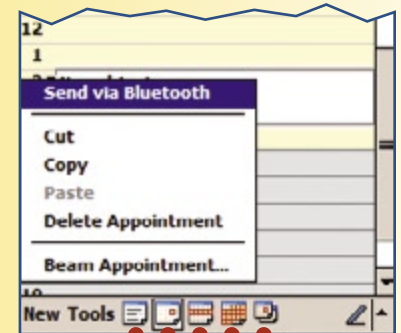 12
1
Send via Bluetooth
Cut
Copy
Paste
Delete Appointment
Beam Appointment...
10
New Tools